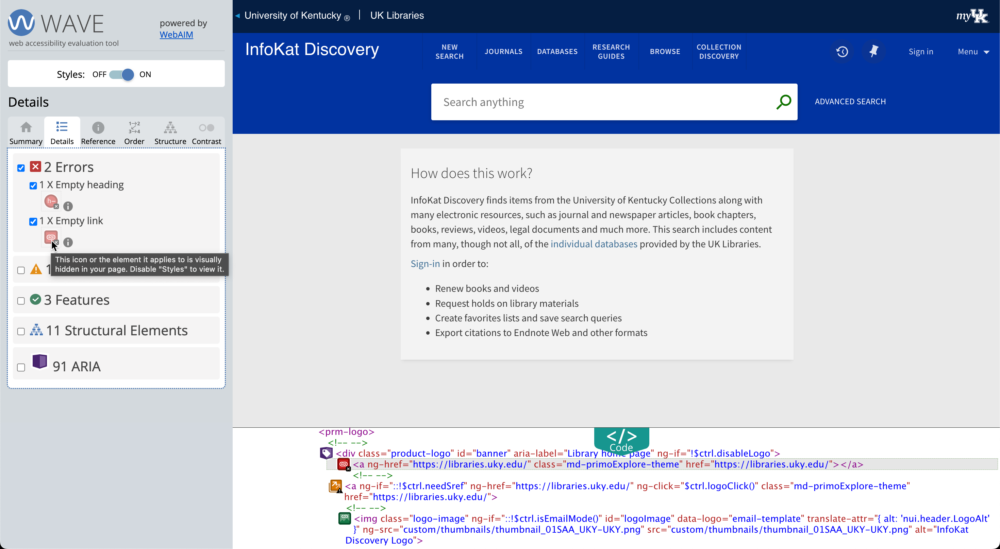 WAVE
web accessibility evaluation tool
powered by
WebAIM
Styles: OFF ON
Details
Summary Details Reference Order Structure Contrast
2 Errors
1 X Empty heading
h-
1 X Empty link
This icon or the element it applies to is visually
hidden in your page. Disable "Styles" to view it.
3 Features
11 Structural Elements
91 ARIA
University of Kentucky ® | UK Libraries
my UK
InfoKat Discovery
NEW
SEARCH
JOURNALS
DATABASES
RESEARCH
GUIDES
BROWSE
COLLECTION
DISCOVERY
Sign in
Menu
Search anything
ADVANCED SEARCH
How does this work?
InfoKat Discovery finds items from the University of Kentucky Collections along with
many electronic resources, such as journal and newspaper articles, book chapters,
books, reviews, videos, legal documents and much more. This search includes content
from many, though not all, of the individual databases provided by the UK Libraries.
Sign-in in order to:
• Renew books and videos
• Request holds on library materials
• Create favorites lists and save search queries
• Export citations to Endnote Web and other formats
</> 
Code
<prm-logo>
<!-- -->
<div class="product-logo" id="banner" aria-label="Library home page" ng-if="!$ctrl.disableLogo">
<a ng-href="https://libraries.uky.edu/" class="md-primoExplore-theme" href="https://libraries.uky.edu/"></a>
<!-- -->
<a ng-if="::!$ctrl.needSref" ng-href="https://libraries.uky.edu/" ng-click="$ctrl.logoClick()" class="md-primoExplore-theme"
href="https://libraries.uky.edu/">
<!-- -->
<img class="logo-image" ng-if="::!$ctrl.isEmailMode()" id="logoImage" data-logo="email-template" translate-attr="{ alt: 'nui.header.LogoAlt'
}" ng-src="custom/thumbnails/thumbnail_01SAA_UKY-UKY.png" src="custom/thumbnails/thumbnail_01SAA_UKY-UKY.png" alt="InfoKat
Discovery Logo">